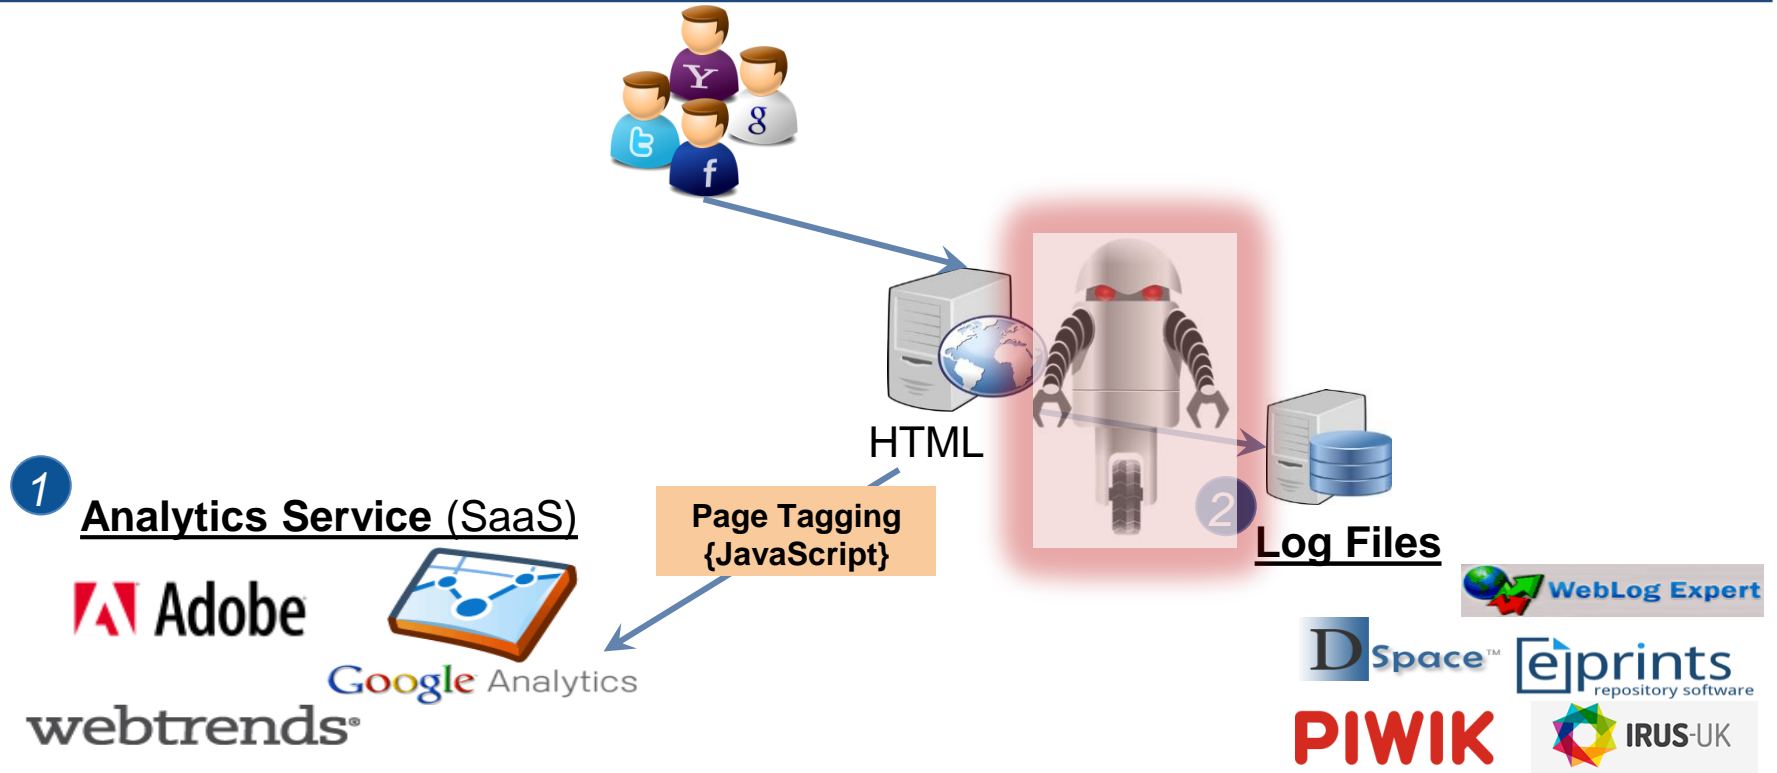 Y
g
t
f
HTML
1
Analytics Service (SaaS)
Page Tagging
{JavaScript}
2
Log Files
Adobe
Google Analytics
webtrends®
WebLog Expert
DSpace™
eprints
repository software
PIWIK
IRUS-UK